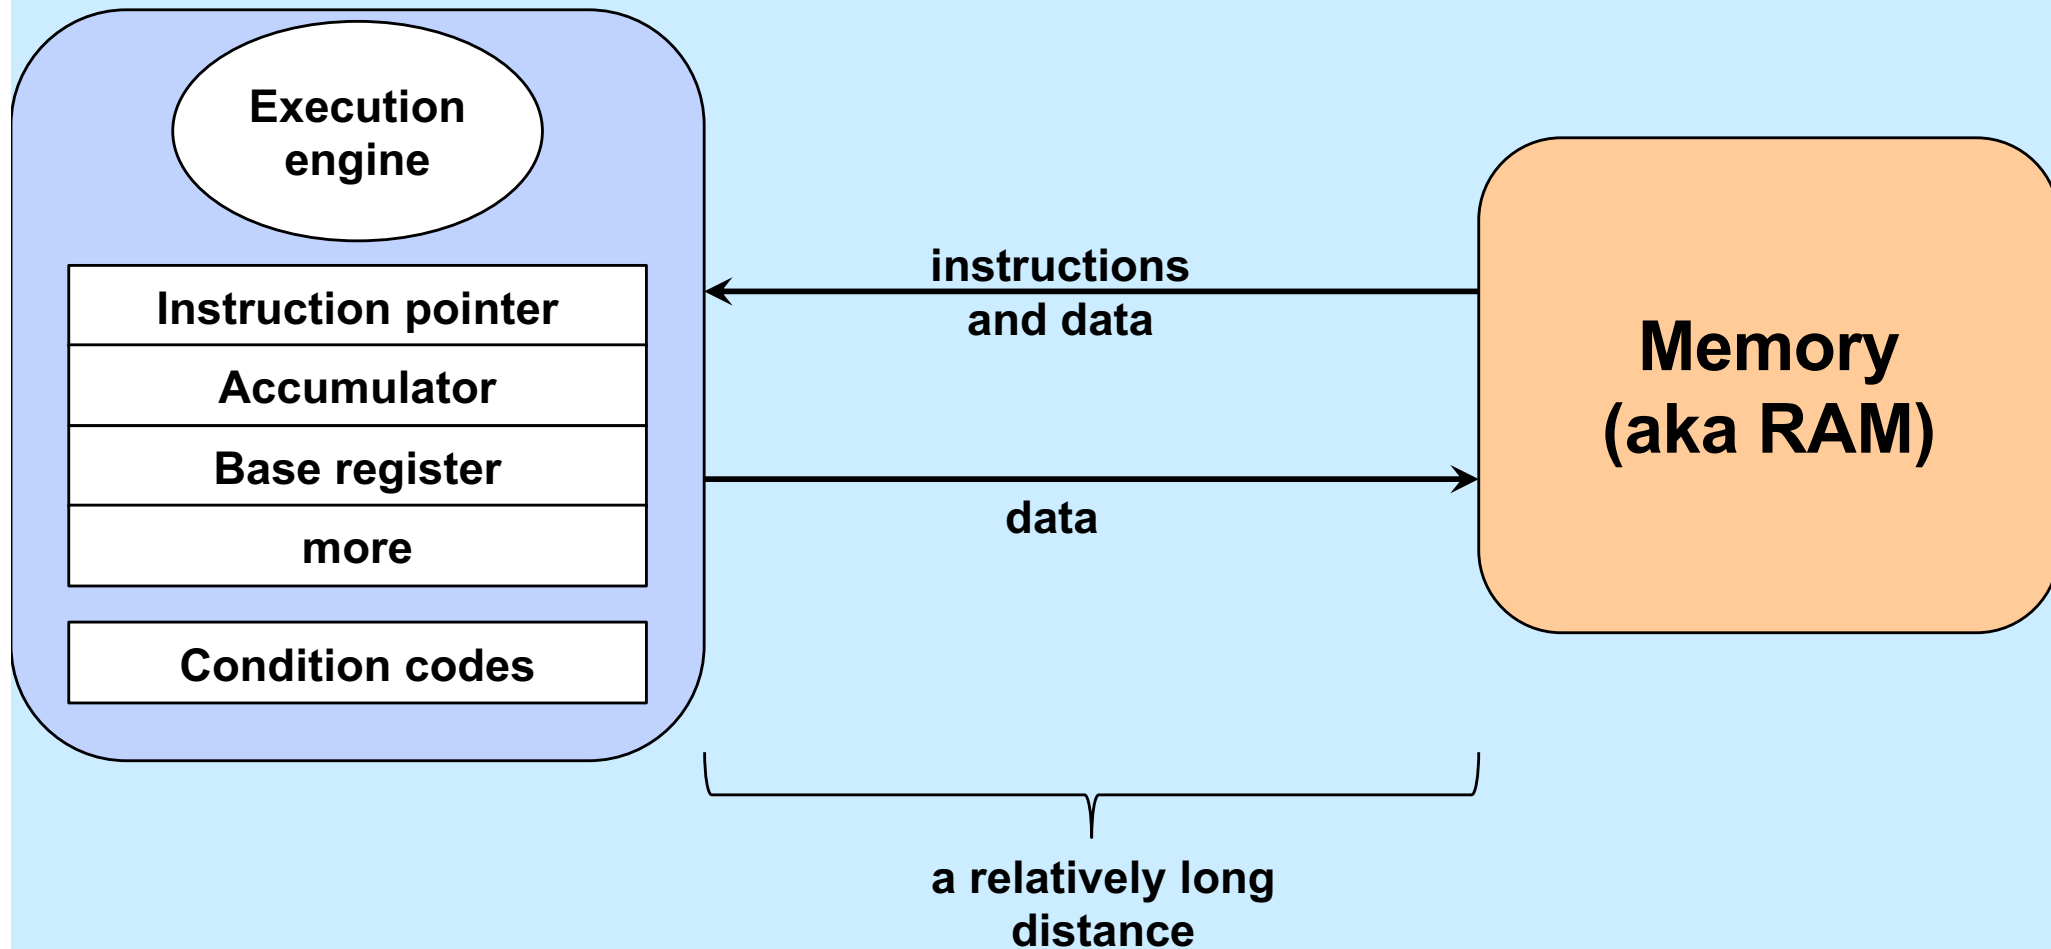 Execution
engine
Instruction pointer
Accumulator
Base register
more
Condition codes
instructions
and data
data
Memory
(aka RAM)
a relatively long
distance